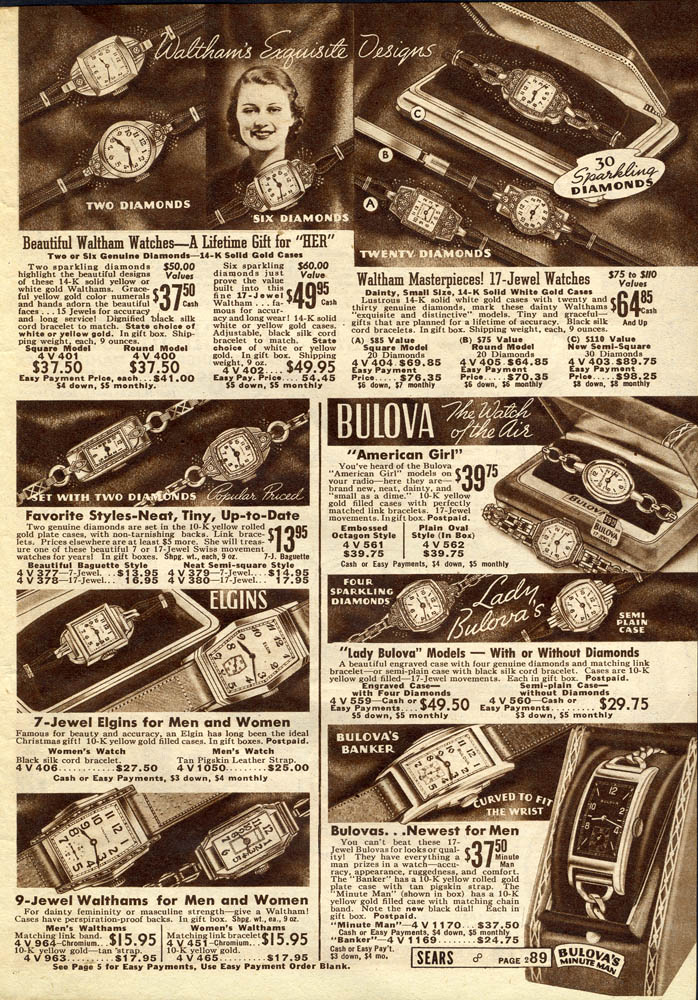 Waltham's Exquisite Designs
TWO DIAMONDS
SIX DIAMONDS
C
B
A
30
Sparkling
DIAMONDS
TWENTY DIAMONDS
Beautiful Waltham Watches—A Lifetime Gift for "HER"
Two or Six Genuine Diamonds—14-K Solid Gold Cases
Two sparkling diamonds
highlight the beautiful designs
of these 14-K solid yellow or
white gold Walthams. Grace-
ful yellow gold color numerals
and hands adorn the beautiful
faces . . . 15 Jewels for accuracy
and long service! Dignified black silk
cord bracelet to match. State choice of
white or yellow gold. In gift box. Ship-
ping weight, each, 9 ounces.
$50.00
Values
$37.50 Cash
Square Model Round Model
4 V 401 4 V 400
$37.50 $37.50
Easy Payment Price, each...$41.00
$4 down, $5 monthly.
Six sparkling
diamonds just
prove the value
built into this
fine 17-Jewel
Waltham . . . fa-
mous for accur-
acy and long wear! 14-K solid
white or yellow gold cases.
Adjustable, black silk cord
bracelet to match. State
choice of white or yellow
gold. In gift box. Shipping
weight, 9 oz.
$60.00
Value
$49.95 Cash
4 V 402....$49.95
Easy Pay. Price.... 54.45
$5 down, $5 monthly.
Waltham Masterpieces! 17-Jewel Watches
Dainty, Small Size, 14-K Solid White Gold Cases
Lustrous 14-K solid white gold cases with twenty and
thirty genuine diamonds, mark these dainty Walthams
"exquisite and distinctive" models. Tiny and graceful—
gifts that are planned for a lifetime of accuracy. Black silk
cord bracelets. In gift box. Shipping weight, each, 9 ounces.
$75 to $110
Values
$64.85 Cash
And Up
(A) $85 Value (B) $75 Value (C) $110 Value
Square Model Round Model New Semi-Square
20 Diamonds 20 Diamonds 30 Diamonds
4 V 404 $69.85 4 V 405 $64.85 4 V 403..$89.75
Easy Payment Easy Payment Easy Payment
Price.....$76.35 Price.....$70.35 Price......$98.25
$6 down, $7 monthly $6 down, $6 monthly $8 down, $8 monthly
SET WITH TWO DIAMONDS Popular Priced
Favorite Styles-Neat, Tiny, Up-to-Date
Two genuine diamonds are set in the 10-K yellow rolled
gold plate cases, with non-tarnishing backs. Link brace-
lets. Prices elsewhere are at least $5 more. She will treas-
ure one of these beautiful 7 or 17-Jewel Swiss movement
watches for years! In gift boxes. Shpg. wt., each, 9 oz.
$13.95
7-J. Baguette
Beautiful Baguette Style Neat Semi-square Style
4 V 377—7-Jewel...$13.95 4 V 379—7-Jewel....$14.95
4 V 378—17-Jewel... 16.95 4 V 380—17-Jewel.... 17.95
ELGINS
7-Jewel Elgins for Men and Women
Famous for beauty and accuracy, an Elgin has long been the ideal
Christmas gift! 10-K yellow gold filled cases. In gift boxes. Postpaid.
Women's Watch Men's Watch
Black silk cord bracelet. Tan Pigskin Leather Strap.
4 V 406...........$27.50 4 V 1050..........$25.00
Cash or Easy Payments, $3 down, $4 monthly
9-Jewel Walthams for Men and Women
For dainty femininity or masculine strength—give a Waltham!
Cases have perspiration-proof backs. In gift box. Shpg. wt., ea., 9 oz.
Men's Walthams Women's Walthams
Matching link band. Matching link bracelet
4 V 964—Chromium...$15.95 4 V 451—Chromium...$15.95
10-K yellow gold—tan strap. 10-K yellow gold.
4 V 963...........$17.95 4 V 465...........$17.95
See Page 5 for Easy Payments, Use Easy Payment Order Blank.
BULOVA The Watch
of the Air
"American Girl"
You've heard of the Bulova
"American Girl" models on
your radio—here they are—
brand new, neat, dainty, and
"small as a dime." 10-K yellow
gold filled cases with perfectly
matched link bracelets. 17-Jewel
movements. In gift box. Postpaid.
$39.75
Embossed Plain Oval
Octagon Style Style (In Box)
4 V 561 4 V 562
$39.75 $39.75
Cash or Easy Payments, $4 down, $5 monthly
BULOVA
BULOVA
FOUR
SPARKLING
DIAMONDS
Lady
Bulova's
SEMI
PLAIN
CASE
"Lady Bulova" Models — With or Without Diamonds
A beautiful engraved case with four genuine diamonds and matching link
bracelet—or semi-plain case with black silk cord bracelet. Cases are 10-K
yellow gold filled—17-Jewel movements. Each in gift box. Postpaid.
Engraved Case— Semi-plain Case—
with Four Diamonds without Diamonds
4 V 559—Cash or $49.50 4 V 560—Cash or $29.75
Easy Payments.... Easy Payments........
$5 down, $5 monthly $3 down, $5 monthly
BULOVA'S
BANKER
CURVED TO FIT
THE WRIST
Bulovas...Newest for Men
You can't beat these 17-
Jewel Bulovas for looks or qual-
ity! They have everything a
man prizes in a watch—accu-
racy, appearance, ruggedness, and comfort.
The "Banker" has a 10-K yellow rolled gold
plate case with tan pigskin strap. The
"Minute Man" (shown in box) has a 10-K
yellow gold filled case with matching chain
band. Note the new black dial! Each in
gift box. Postpaid.
$37.50 Minute
Man
"Minute Man"—4 V 1170...$37.50
Cash or Easy Payments, $4 down, $5 monthly
"Banker"—4 V 1169........$24.75
Cash or Easy Pay't.
$3 down, $4 mo.
SEARS PAGE 289
BULOVA'S
MINUTE MAN